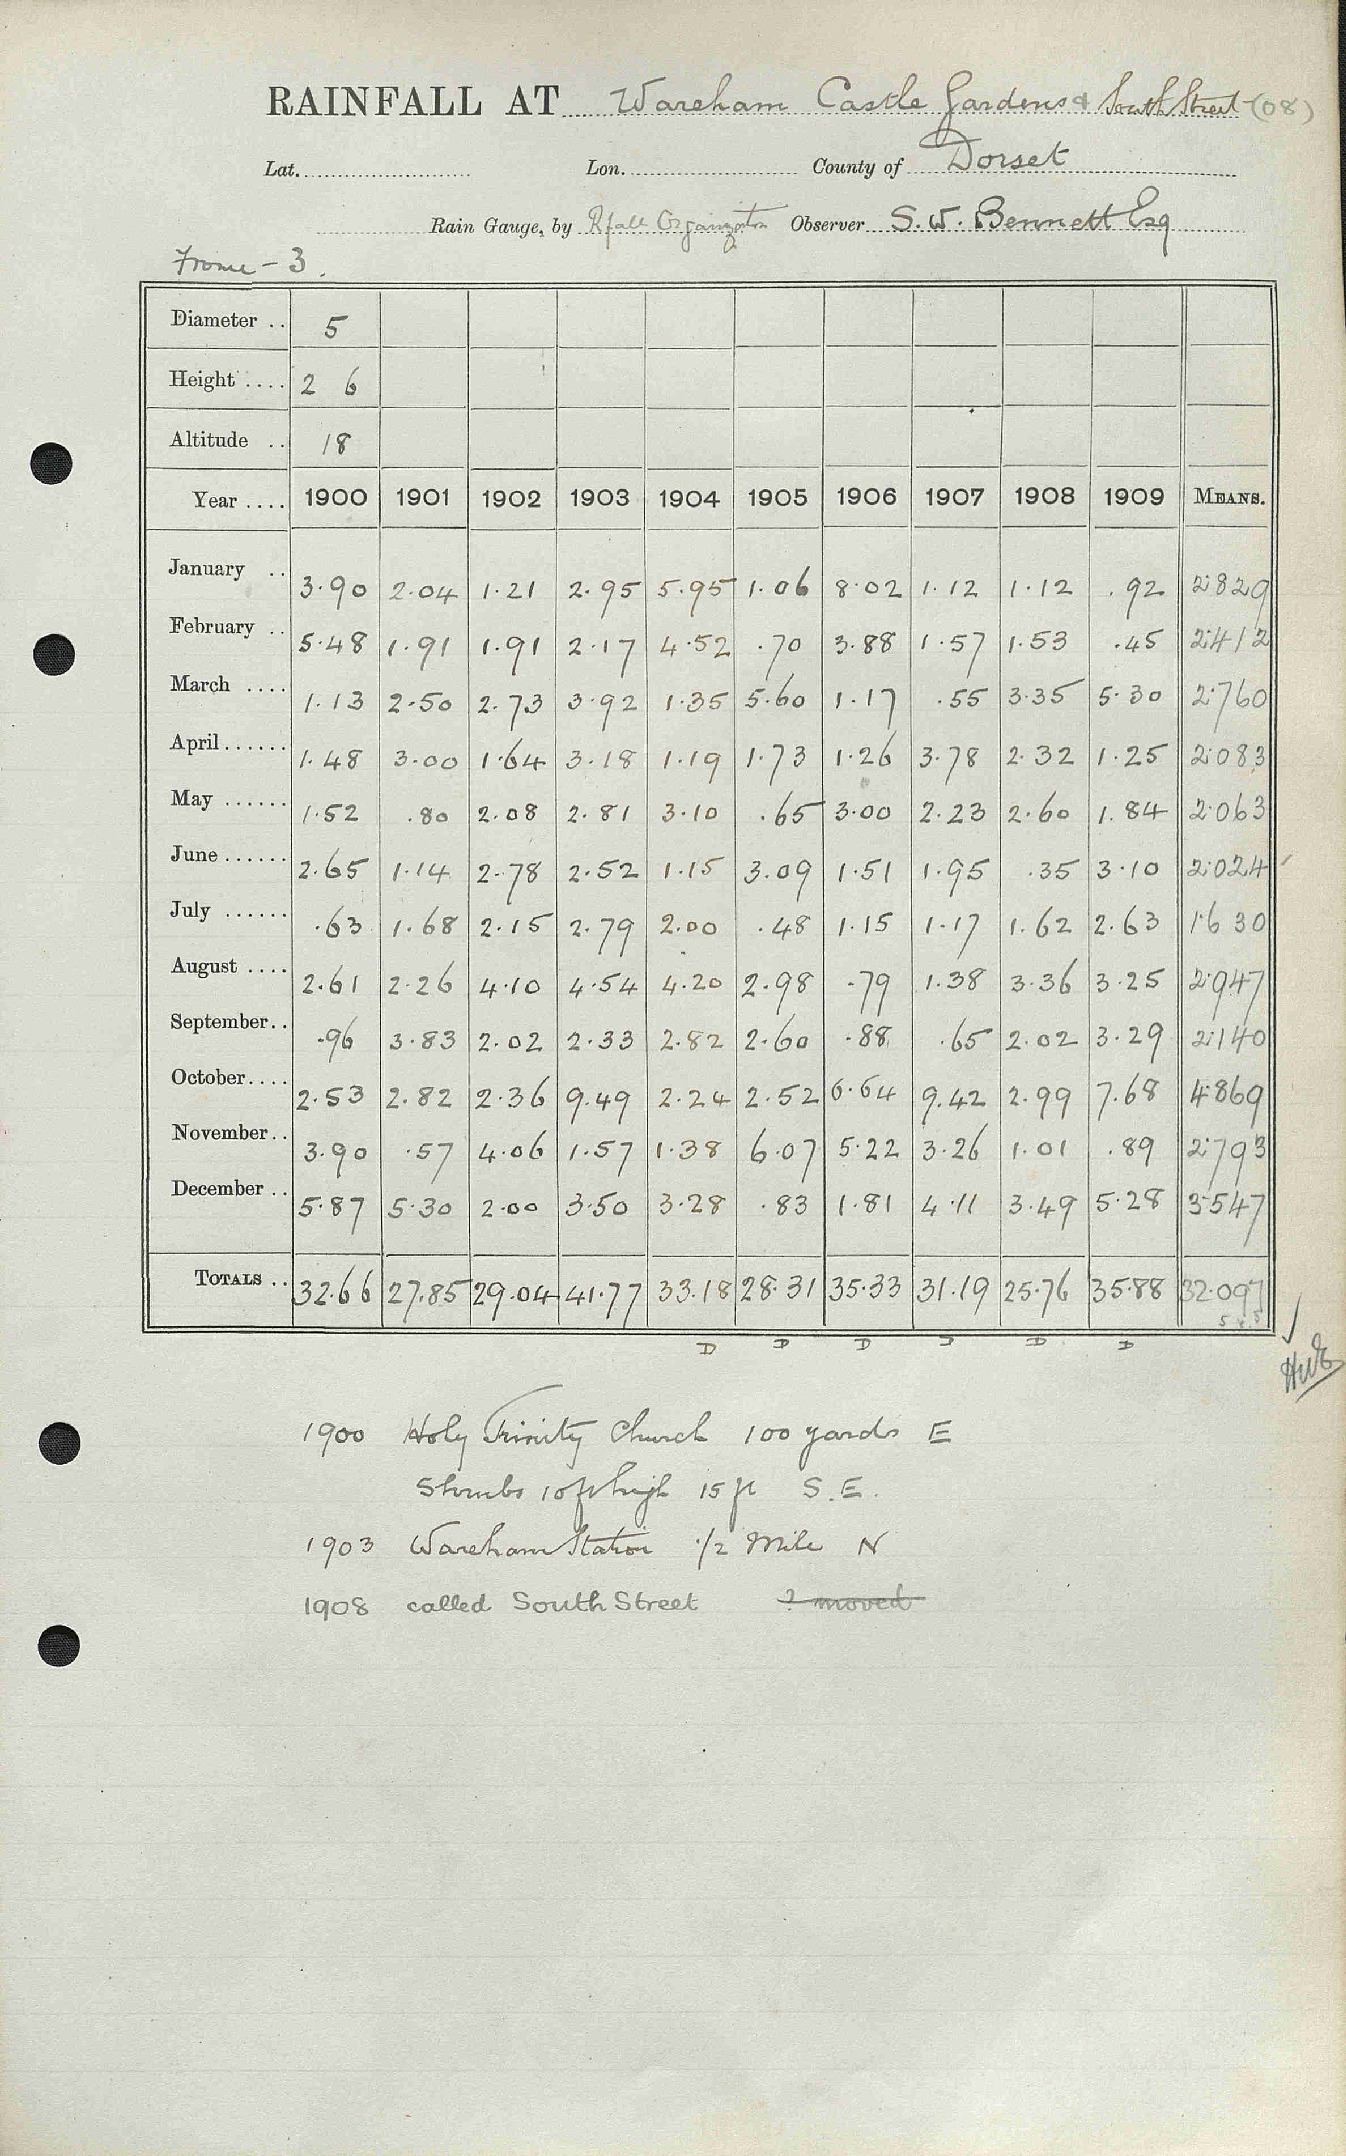 RAINFALL AT Wareham Castle Gardens & South Street (08)
Lat. Lon. County of Dorset
Rain Gauge, by Rfall Organization Observer S. W. Bennett Esq
Frome - 3.
Diameter .. 5
Height .... 2 6
Altitude .. 18
Year .... 1900 1901 1902 1903 1904 1905 1906 1907 1908 1909 MEANS.
January .. 3.90 2.04 1.21 2.95 5.95 1.06 8.02 1.12 1.12 .92 2.829
February .. 5.48 1.91 1.91 2.17 4.52 .70 3.88 1.57 1.53 .45 2.412
March .... 1.13 2.50 2.73 3.92 1.35 5.60 1.17 .55 3.35 5.30 2.760
April...... 1.48 3.00 1.64 3.18 1.19 1.73 1.26 3.78 2.32 1.25 2.083
May ...... 1.52 .80 2.08 2.81 3.10 .65 3.00 2.23 2.60 1.84 2.063
June...... 2.65 1.14 2.78 2.52 1.15 3.09 1.51 1.95 .35 3.10 2.024
July ...... .63 1.68 2.15 2.79 2.00 .48 1.15 1.17 1.62 2.63 1.630
August .... 2.61 2.26 4.10 4.54 4.20 2.98 .79 1.38 3.36 3.25 2.947
September.. .96 3.83 2.02 2.33 2.82 2.60 .88 .65 2.02 3.29 2.140
October.... 2.53 2.82 2.36 9.49 2.24 2.52 6.64 9.42 2.99 7.68 4.869
November.. 3.90 .57 4.06 1.57 1.38 6.07 5.22 3.26 1.01 .89 2.793
December .. 5.87 5.30 2.00 3.50 3.28 .83 1.81 4.11 3.49 5.28 3.547
TOTALS .. 32.66 27.85 29.04 41.77 33.18 28.31 35.33 31.19 25.76 35.88 32.097
D D D D D D
1900 Holy Trinity Church 100 yards E
Shrubs 10 ft high 15 ft S.E.
1903 Wareham Station 1/2 Mile N
1908 called South Street ? moved